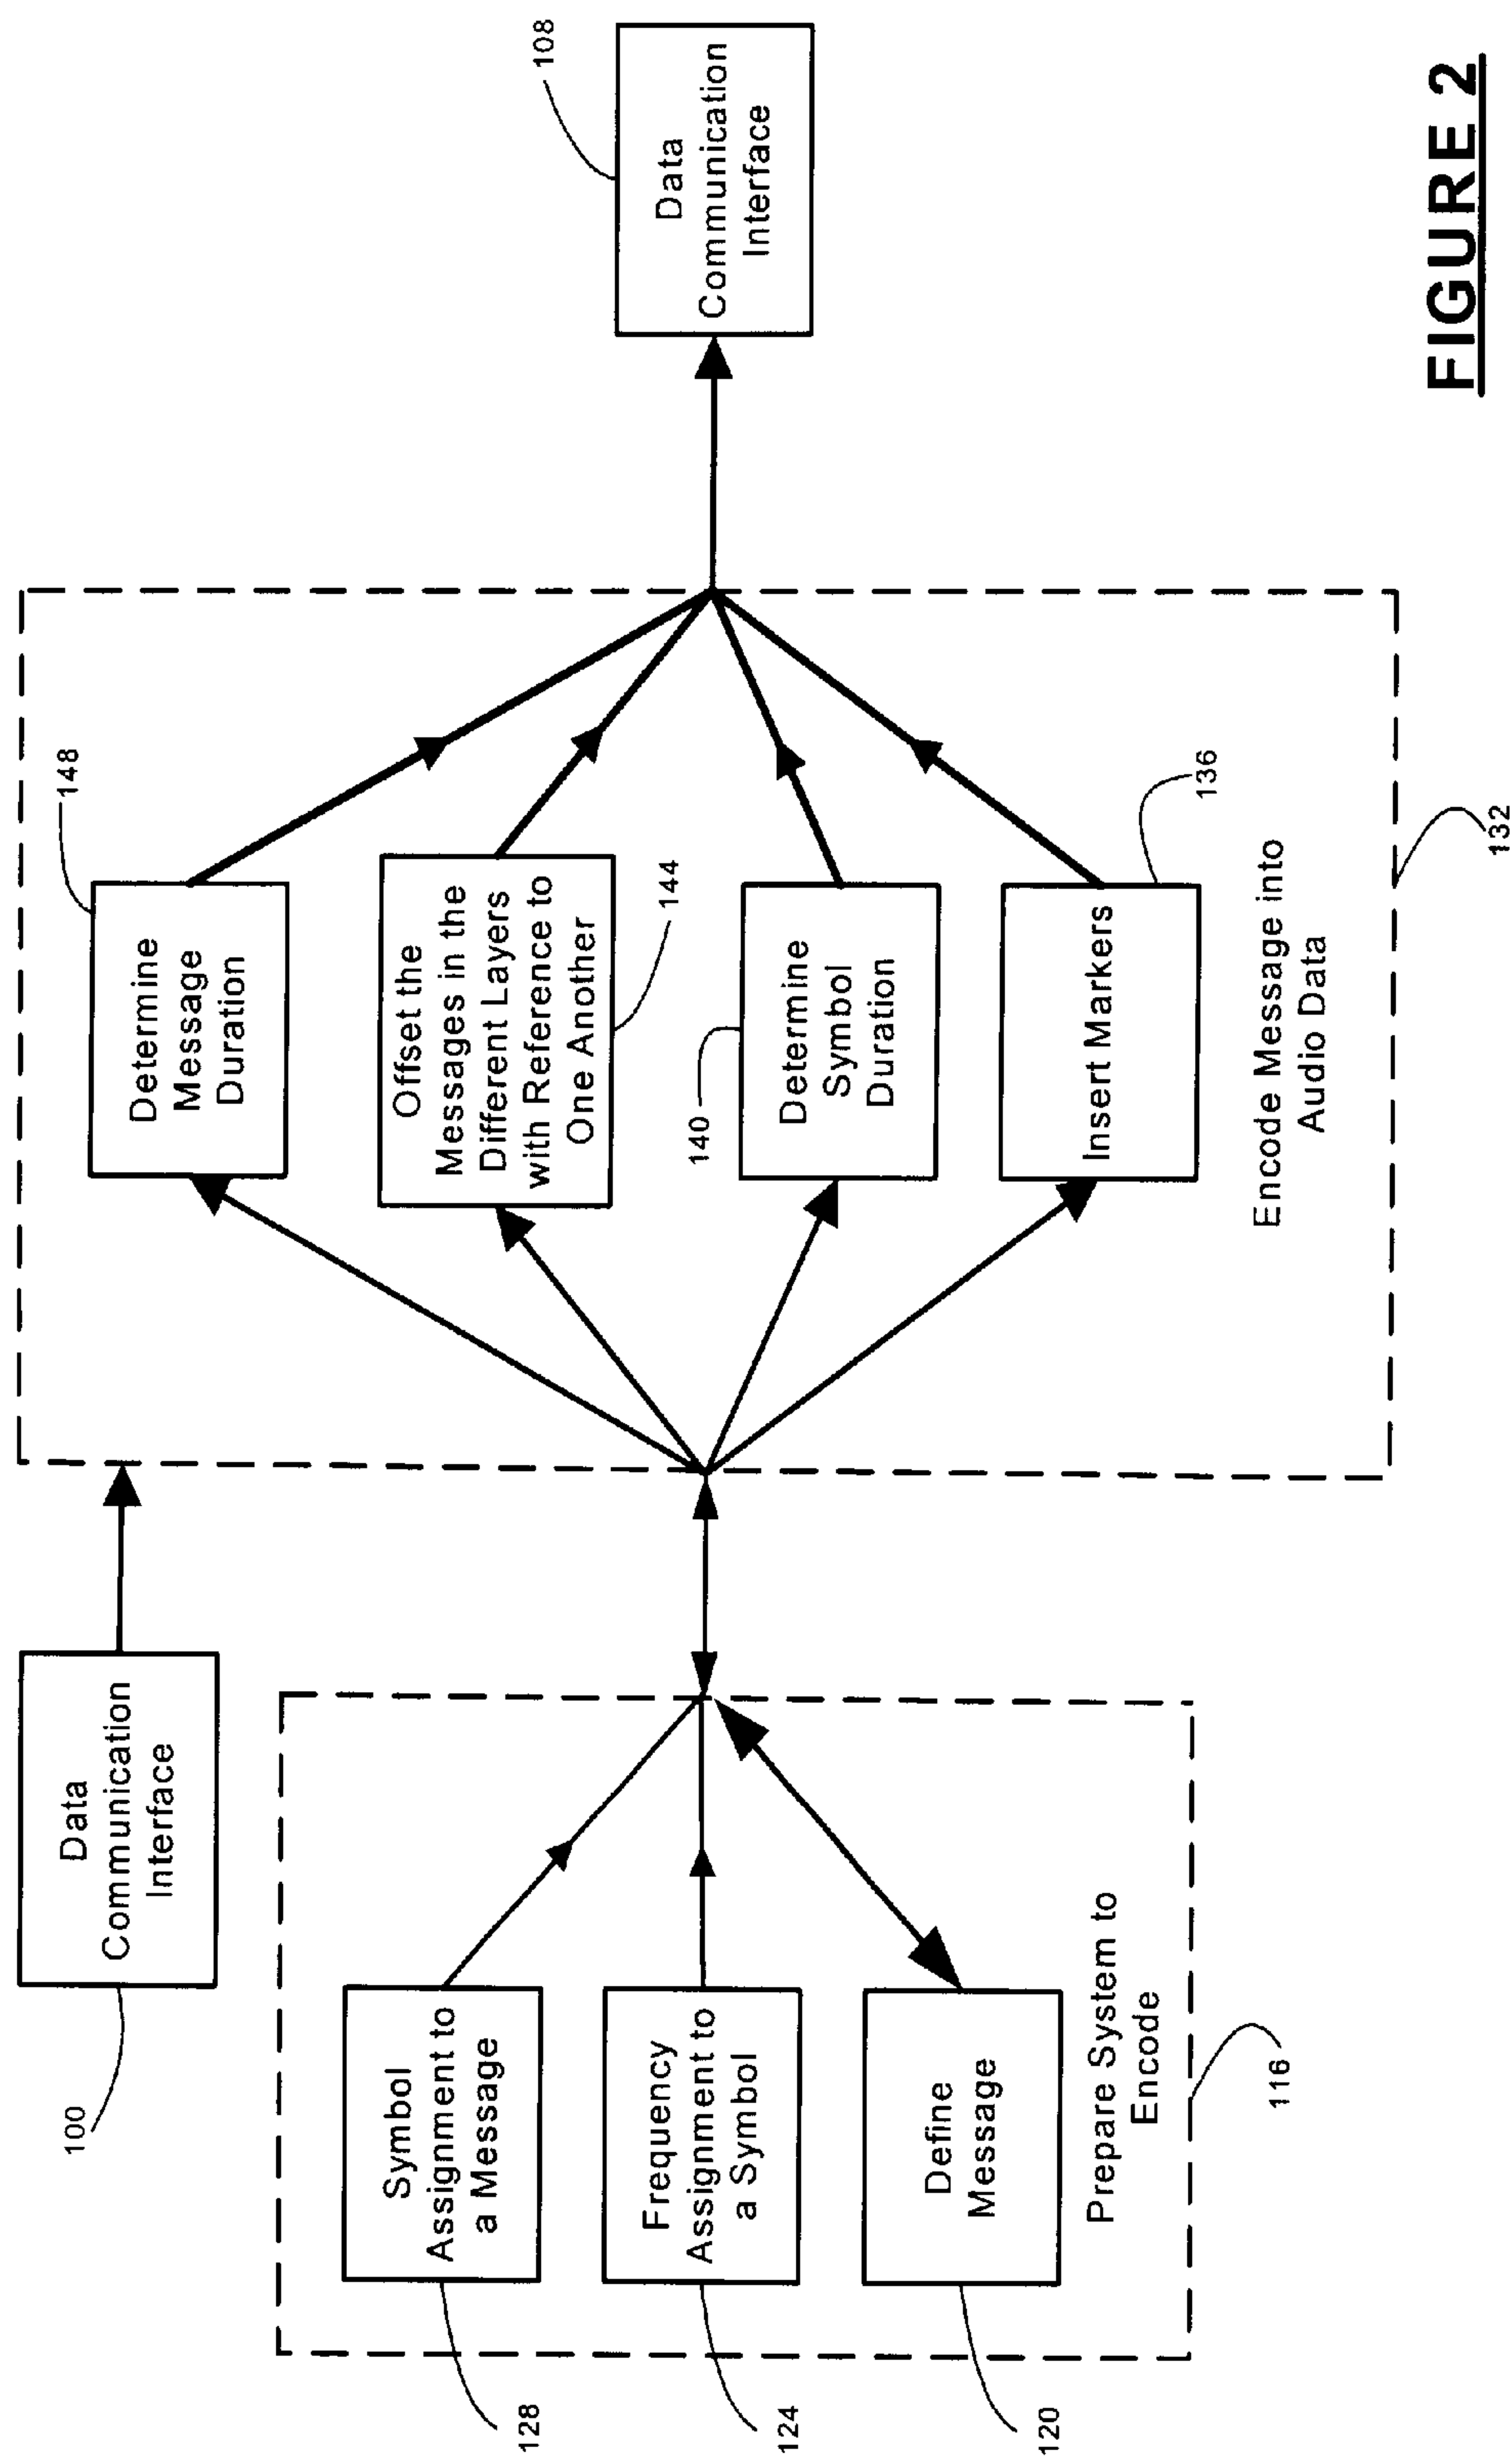 100
Data
Communication
Interface
128
Symbol
Assignment to
a Message
124
Frequency
Assignment to
a Symbol
120
Define
Message
Prepare System to
Encode
116
148
Determine
Message
Duration
Offset the
Messages in the
Different Layers
with Reference to
One Another
144
140
Determine
Symbol
Duration
Insert Markers
136
Encode Message into
Audio Data
132
108
Data
Communication
Interface
FIGURE 2